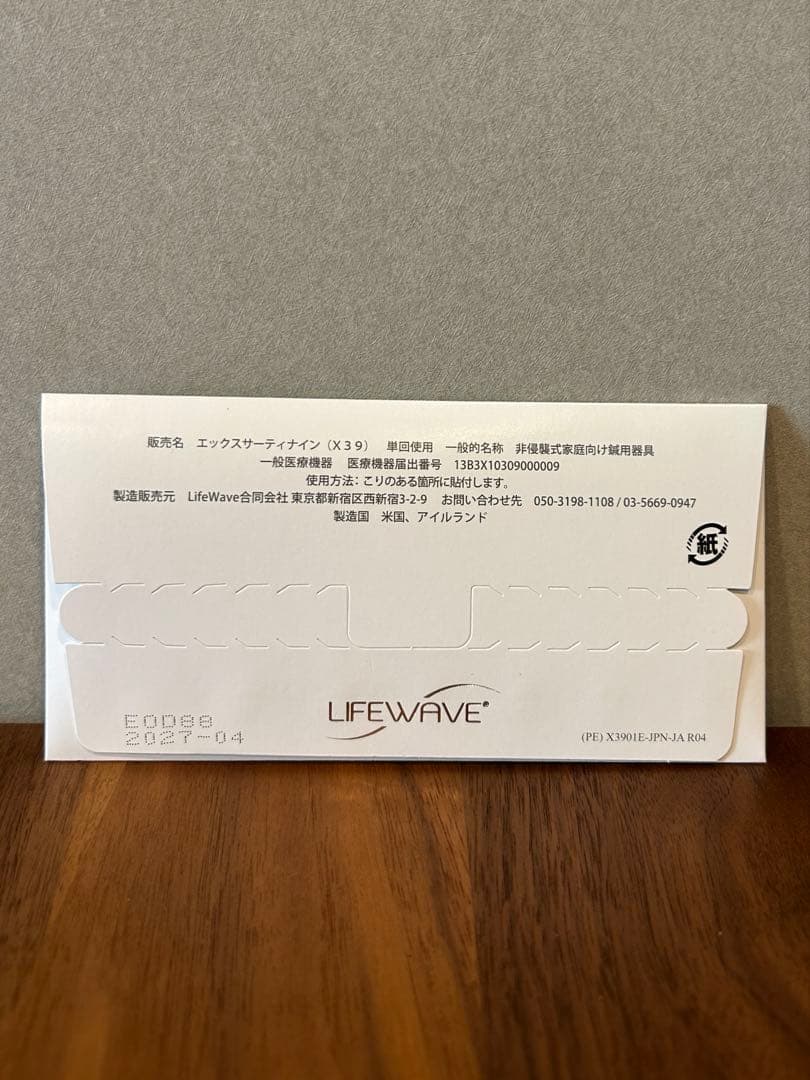 販売名　エックスサーティナイン（X39）　単回使用　一般的名称　非侵襲式家庭向け鍼用器具
一般医療機器　医療機器届出番号　13B3X10309000009
使用方法：こりのある箇所に貼付します。
製造販売元　LifeWave合同会社 東京都新宿区西新宿3-2-9　お問い合わせ先　050-3198-1108 / 03-5669-0947
製造国　米国、アイルランド
紙
LIFEWAVE®
EOD88
2027-04
(PE) X3901E-JPN-JA R04